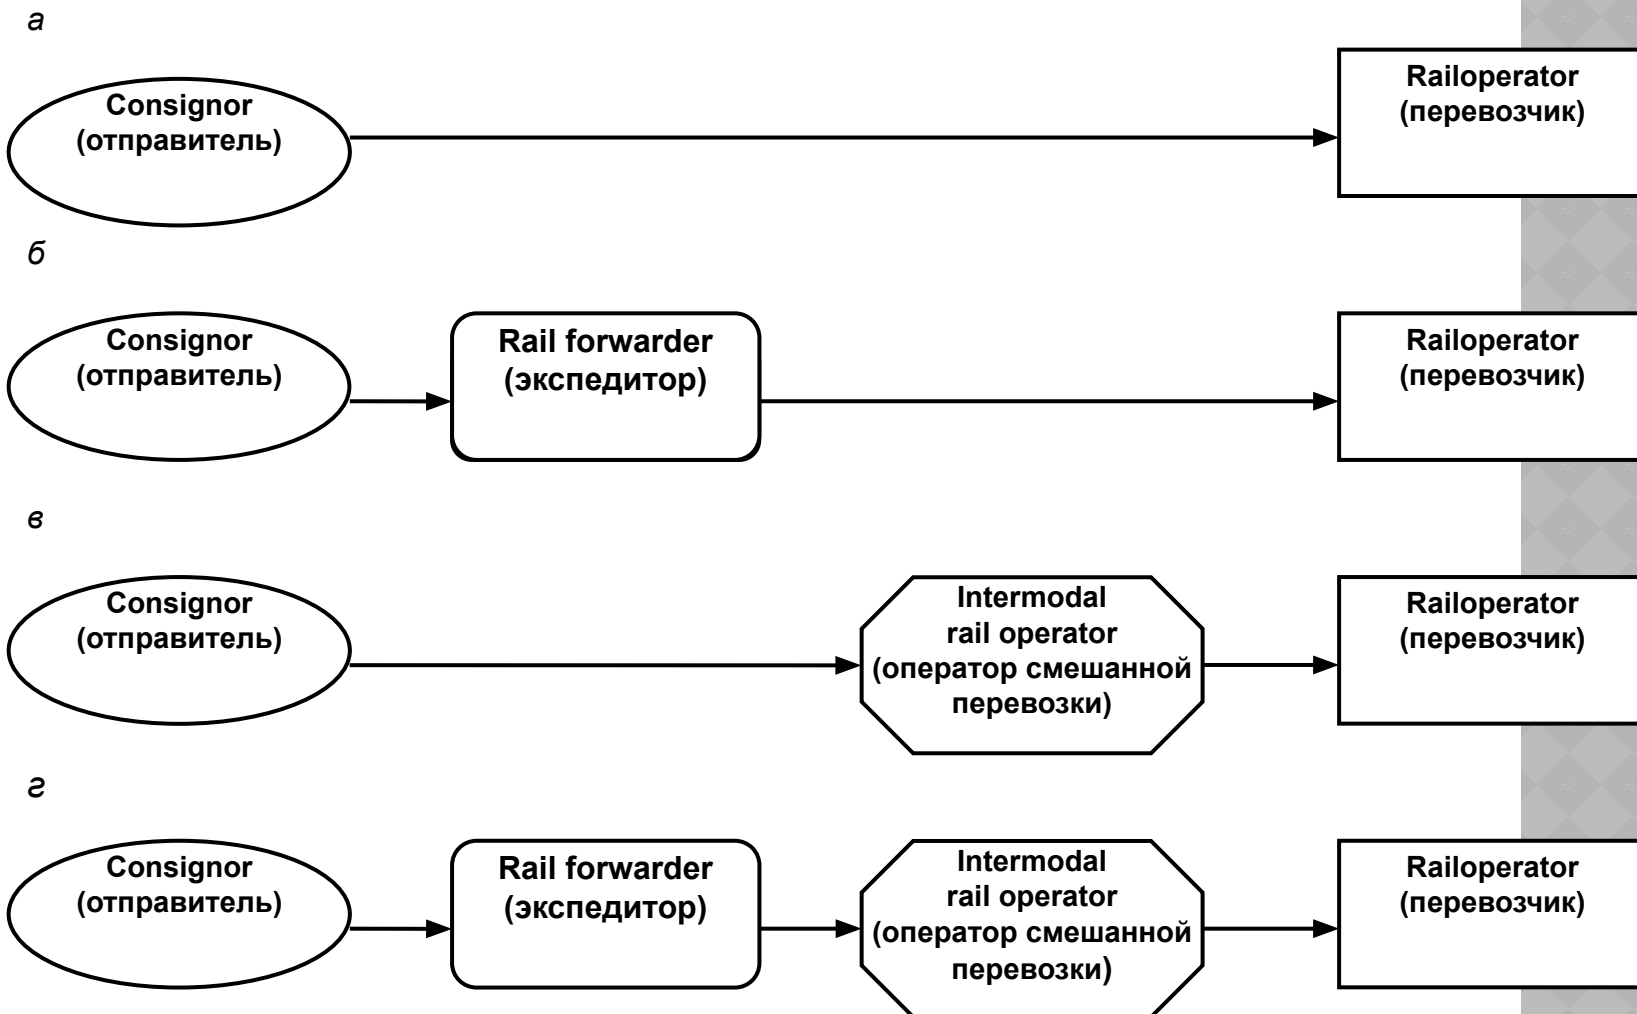 а
Consignor
(отправитель)
Railoperator
(перевозчик)
б
Consignor
(отправитель)
Rail forwarder
(экспедитор)
Railoperator
(перевозчик)
в
Consignor
(отправитель)
Intermodal
rail operator
(оператор смешанной
перевозки)
Railoperator
(перевозчик)
г
Consignor
(отправитель)
Rail forwarder
(экспедитор)
Intermodal
rail operator
(оператор смешанной
перевозки)
Railoperator
(перевозчик)